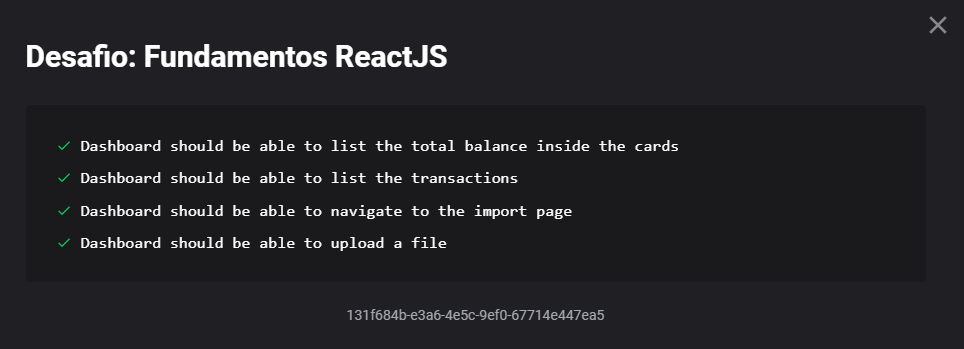 Desafio: Fundamentos ReactJS
Dashboard should be able to list the total balance inside the cards
Dashboard should be able to list the transactions
Dashboard should be able to navigate to the import page
Dashboard should be able to upload a file
131f684b-e3a6-4e5c-9ef0-67714e447ea5